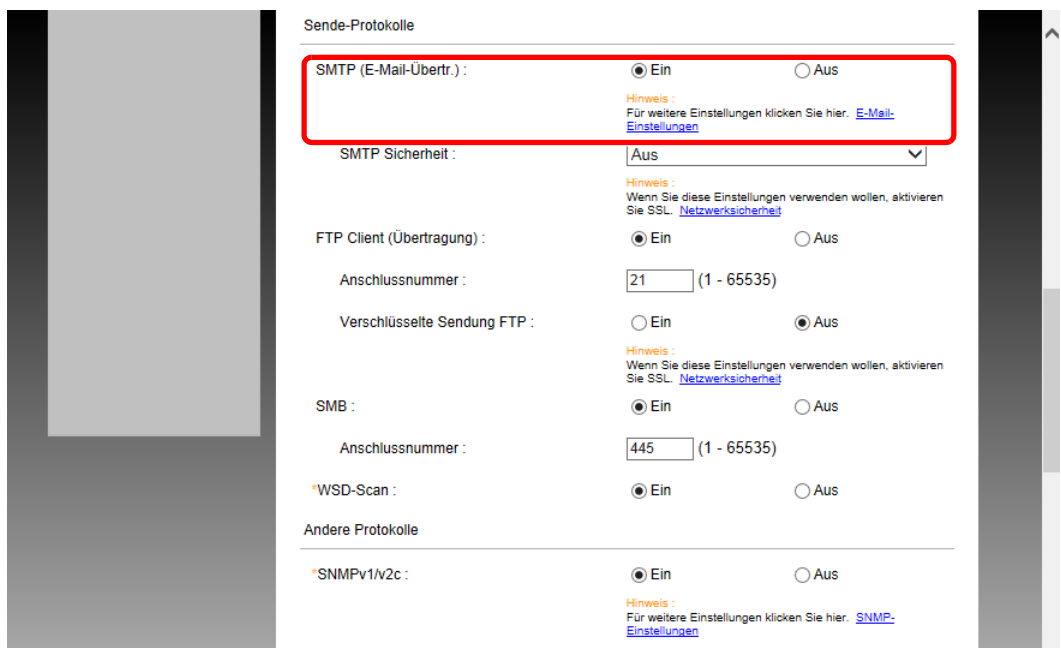 Sende-Protokolle
SMTP (E-Mail-Übertr.) : Ein Aus
Hinweis :
Für weitere Einstellungen klicken Sie hier. E-Mail-
Einstellungen
SMTP Sicherheit : Aus
Hinweis :
Wenn Sie diese Einstellungen verwenden wollen, aktivieren
Sie SSL. Netzwerksicherheit
FTP Client (Übertragung) : Ein Aus
Anschlussnummer : 21 (1 - 65535)
Verschlüsselte Sendung FTP : Ein Aus
Hinweis :
Wenn Sie diese Einstellungen verwenden wollen, aktivieren
Sie SSL. Netzwerksicherheit
SMB : Ein Aus
Anschlussnummer : 445 (1 - 65535)
*WSD-Scan : Ein Aus
Andere Protokolle
*SNMPv1/v2c : Ein Aus
Hinweis :
Für weitere Einstellungen klicken Sie hier. SNMP-
Einstellungen